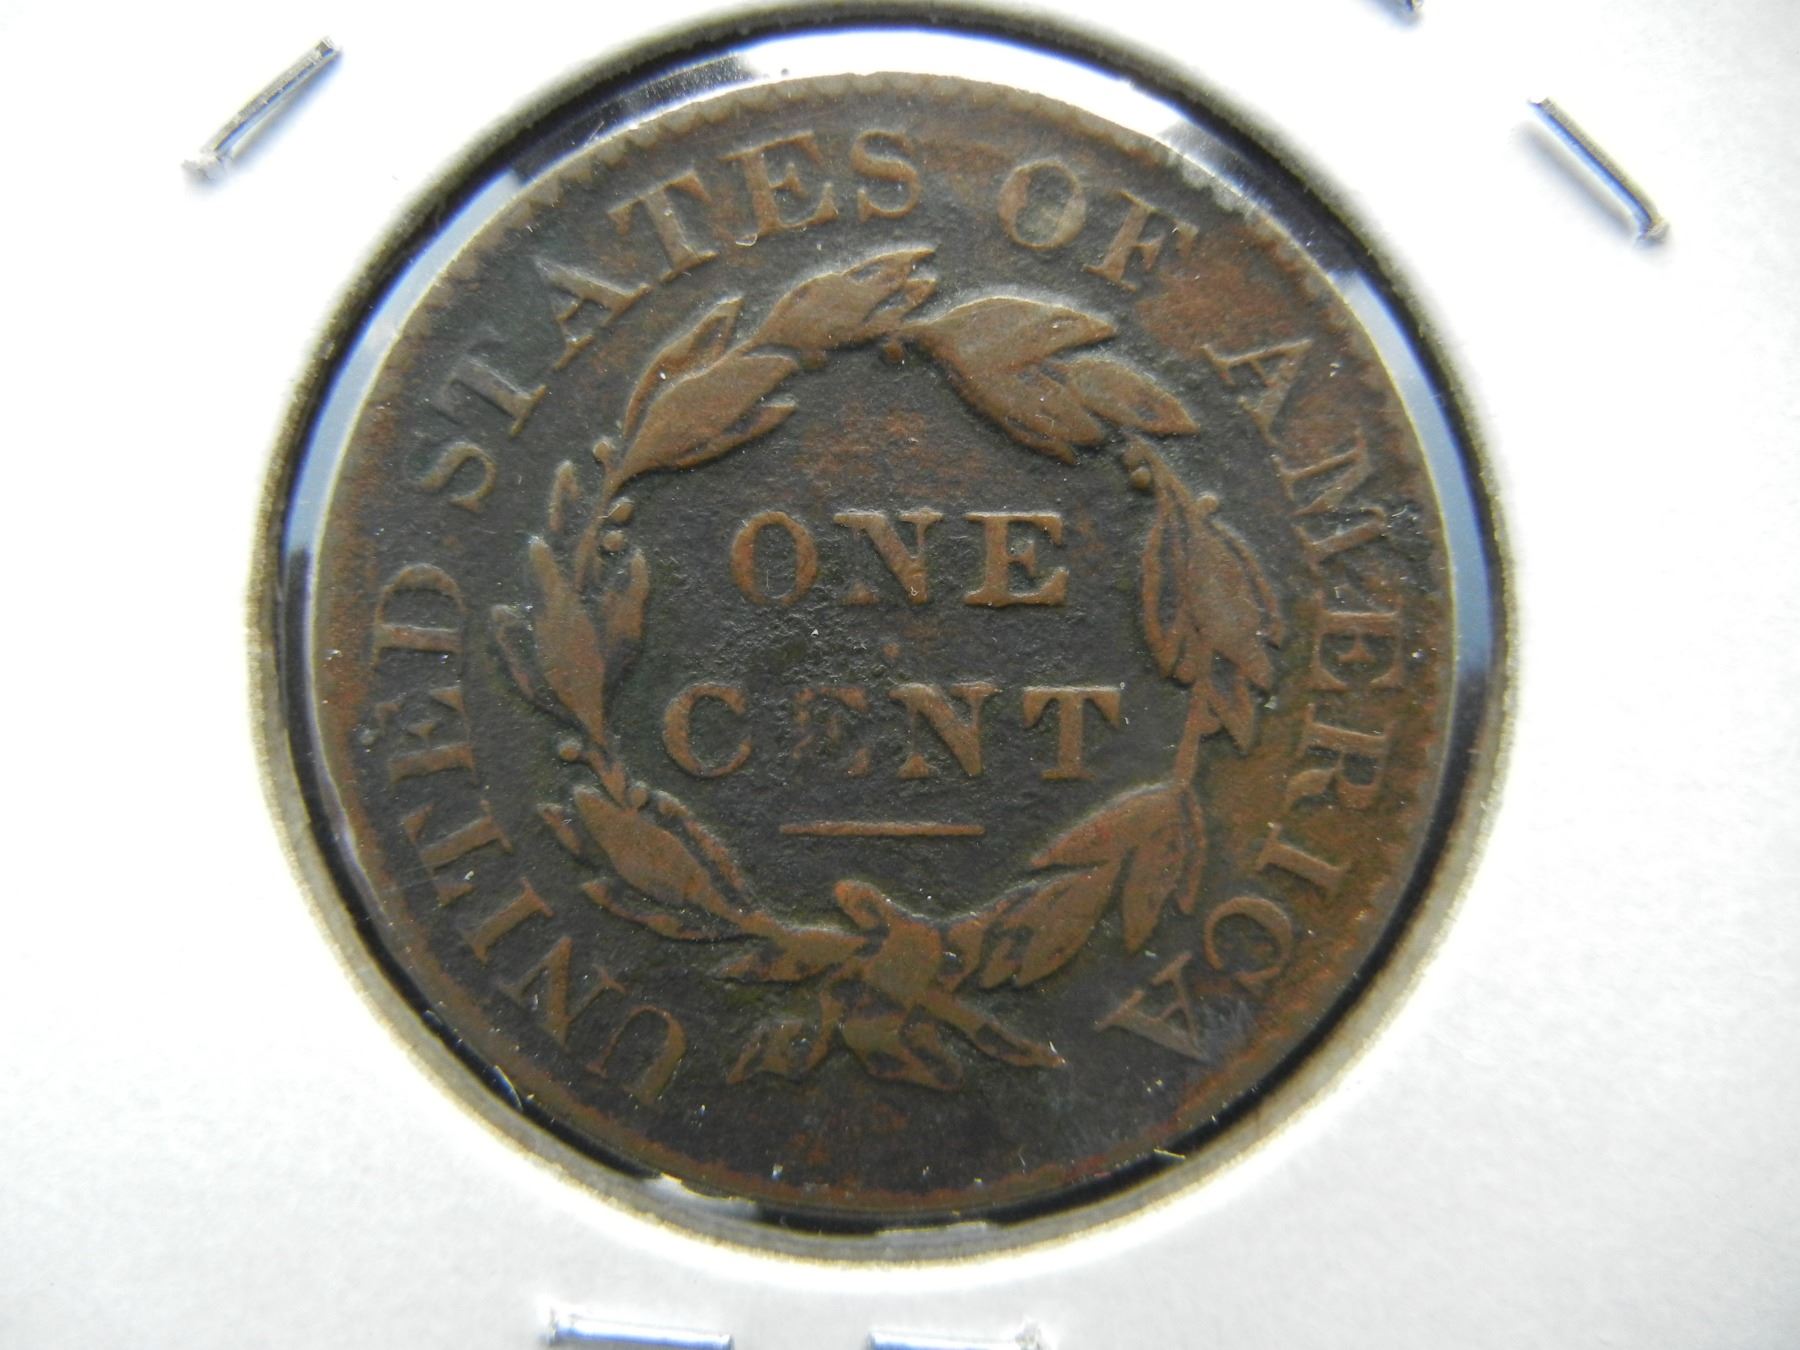 UNITED STATES OF AMERICA
ONE
CENT